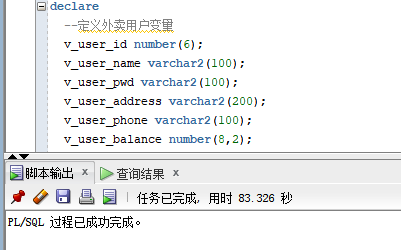 declare
--定义外卖用户变量
v_user_id number(6);
v_user_name varchar2(100);
v_user_pwd varchar2(100);
v_user_address varchar2(200);
v_user_phone varchar2(100);
v_user_balance number(8,2);
脚本输出 x 查询结果 x
任务已完成, 用时 83.326 秒
PL/SQL 过程已成功完成。